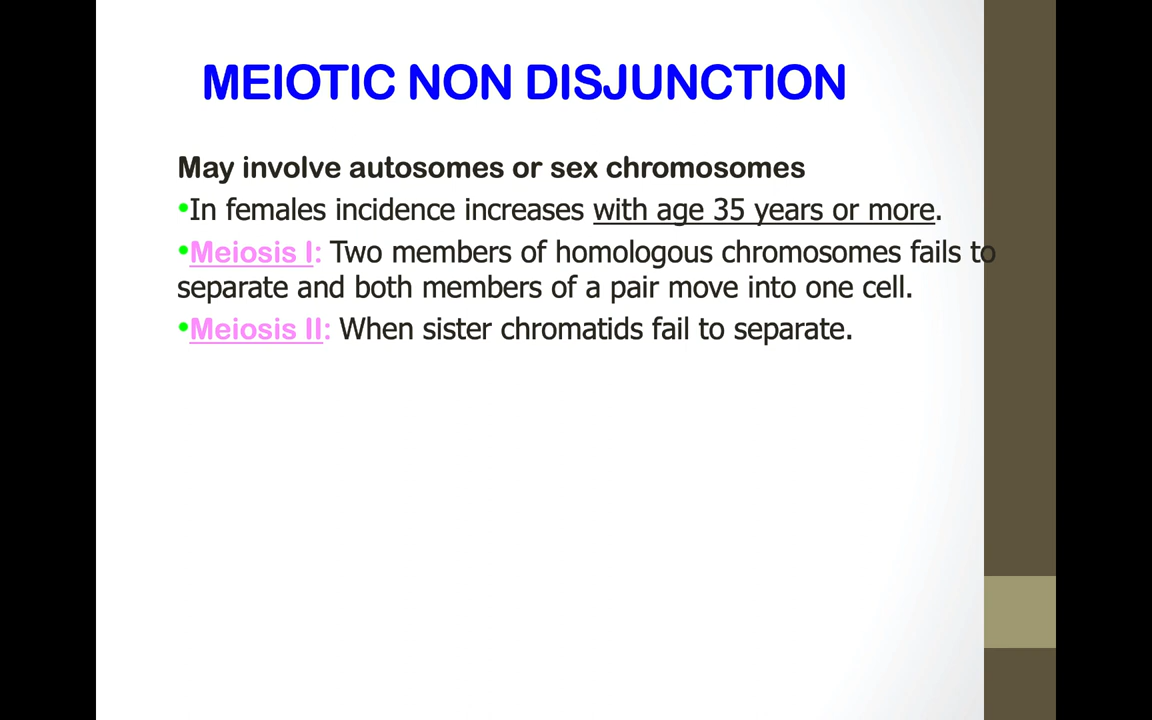 MEIOTIC NON DISJUNCTION
May involve autosomes or sex chromosomes
•In females incidence increases with age 35 years or more.
•Meiosis I: Two members of homologous chromosomes fails to
separate and both members of a pair move into one cell.
•Meiosis II: When sister chromatids fail to separate.